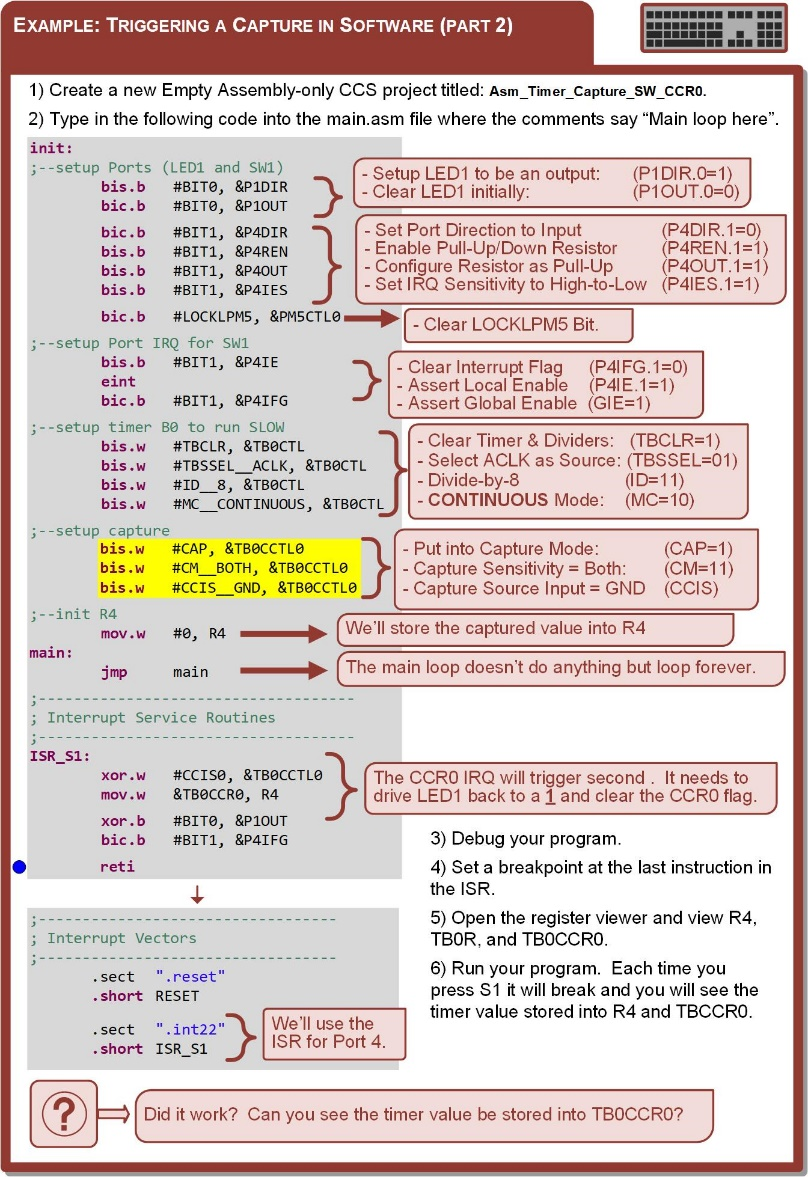 EXAMPLE: TRIGGERING A CAPTURE IN SOFTWARE (PART 2)
1) Create a new Empty Assembly-only CCS project titled: Asm_Timer_Capture_SW_CCR0.
2) Type in the following code into the main.asm file where the comments say “Main loop here”.
init:
;--setup Ports (LED1 and SW1)
bis.b #BIT0, &P1DIR
bic.b #BIT0, &P1OUT
- Setup LED1 to be an output: (P1DIR.0=1)
- Clear LED1 initially: (P1OUT.0=0)
bic.b #BIT1, &P4DIR
bis.b #BIT1, &P4REN
bis.b #BIT1, &P4OUT
bis.b #BIT1, &P4IES
- Set Port Direction to Input (P4DIR.1=0)
- Enable Pull-Up/Down Resistor (P4REN.1=1)
- Configure Resistor as Pull-Up (P4OUT.1=1)
- Set IRQ Sensitivity to High-to-Low (P4IES.1=1)
bic.b #LOCKLPM5, &PM5CTL0
- Clear LOCKLPM5 Bit.
;--setup Port IRQ for SW1
bis.b #BIT1, &P4IE
eint
bic.b #BIT1, &P4IFG
- Clear Interrupt Flag (P4IFG.1=0)
- Assert Local Enable (P4IE.1=1)
- Assert Global Enable (GIE=1)
;--setup timer B0 to run SLOW
bis.w #TBCLR, &TB0CTL
bis.w #TBSSEL__ACLK, &TB0CTL
bis.w #ID__8, &TB0CTL
bis.w #MC__CONTINUOUS, &TB0CTL
- Clear Timer & Dividers: (TBCLR=1)
- Select ACLK as Source: (TBSSEL=01)
- Divide-by-8 (ID=11)
- CONTINUOUS Mode: (MC=10)
;--setup capture
bis.w #CAP, &TB0CCTL0
bis.w #CM__BOTH, &TB0CCTL0
bis.w #CCIS__GND, &TB0CCTL0
- Put into Capture Mode: (CAP=1)
- Capture Sensitivity = Both: (CM=11)
- Capture Source Input = GND (CCIS)
;--init R4
mov.w #0, R4
We’ll store the captured value into R4
main:
jmp main
The main loop doesn’t do anything but loop forever.
;----------------------------------
; Interrupt Service Routines
;----------------------------------
ISR_S1:
xor.w #CCIS0, &TB0CCTL0
mov.w &TB0CCR0, R4
xor.b #BIT0, &P1OUT
bic.b #BIT1, &P4IFG
reti
The CCR0 IRQ will trigger second . It needs to
drive LED1 back to a 1 and clear the CCR0 flag.
3) Debug your program.
4) Set a breakpoint at the last instruction in
the ISR.
5) Open the register viewer and view R4,
TB0R, and TB0CCR0.
6) Run your program. Each time you
press S1 it will break and you will see the
timer value stored into R4 and TBCCR0.
;--------------------------------
; Interrupt Vectors
;--------------------------------
.sect ".reset"
.short RESET
.sect ".int22"
.short ISR_S1
We’ll use the
ISR for Port 4.
?
Did it work? Can you see the timer value be stored into TB0CCR0?